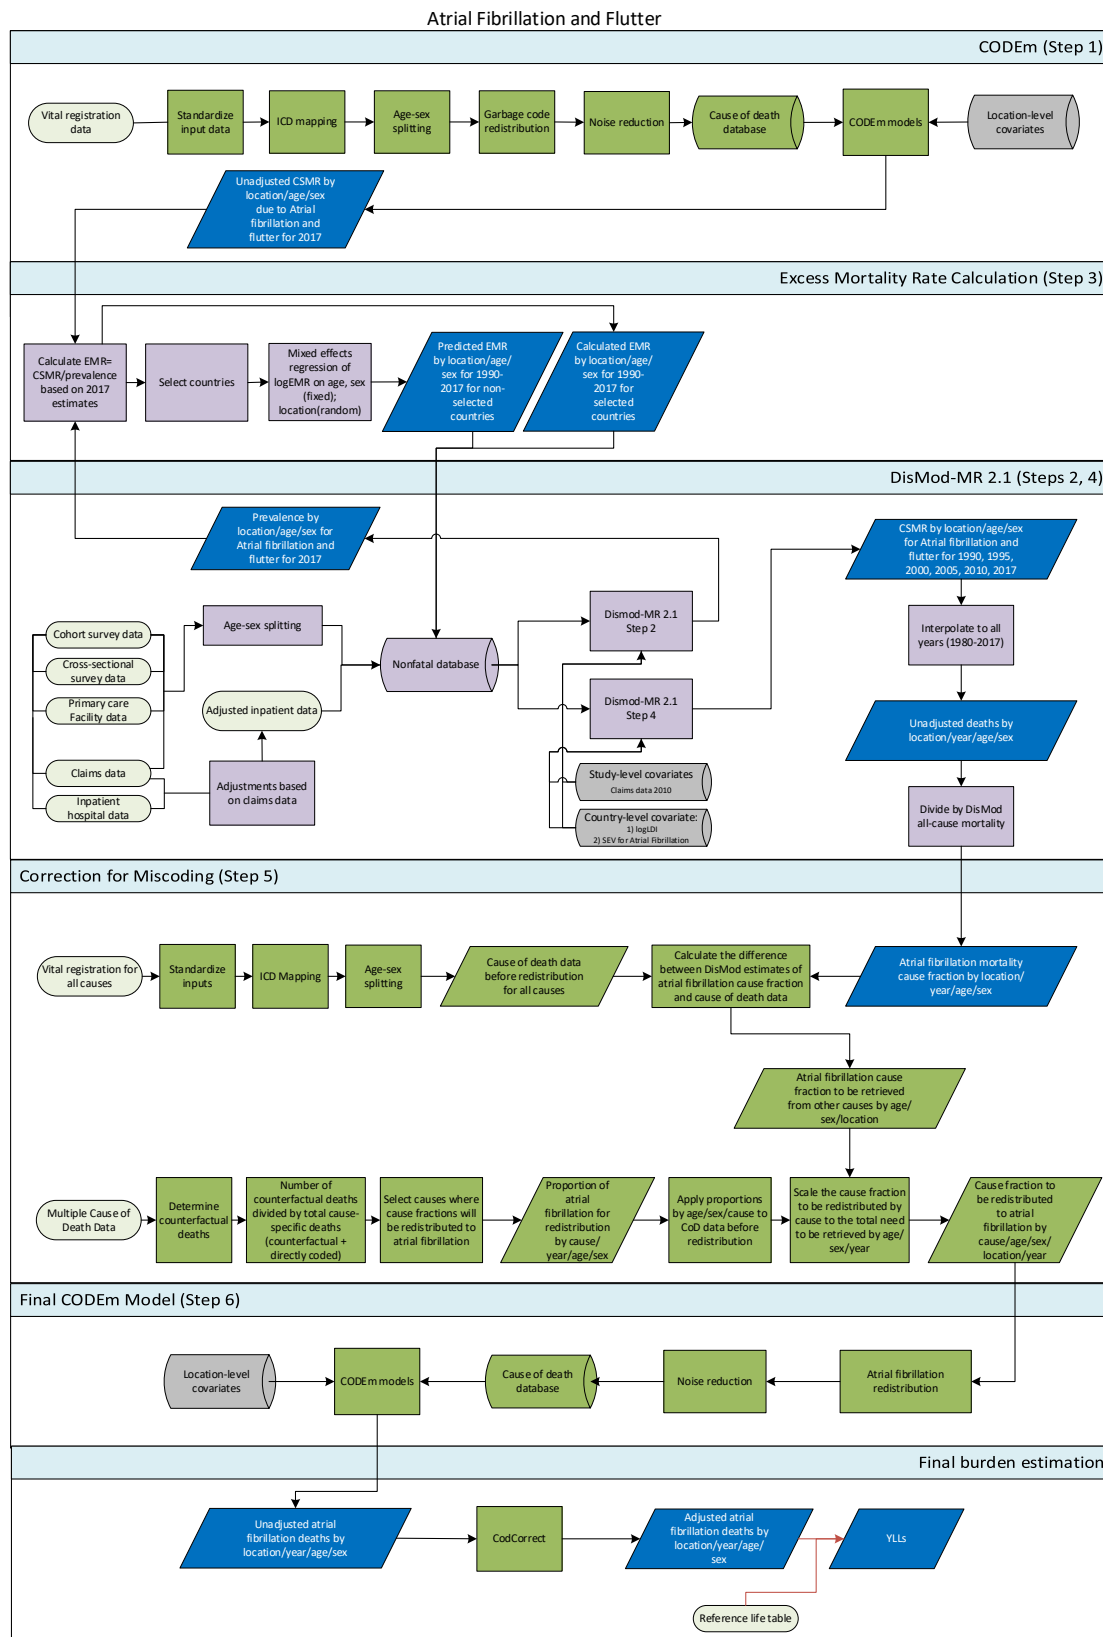 Atrial Fibrillation and Flutter
CODEm (Step 1)
Vital registration
data
Standardize
input data
ICD mapping
Age-sex
splitting
Garbage code
redistribution
Noise reduction
Cause of death
database
CODEm models
Location-level
covariates
Unadjusted CSMR by
location/age/sex
due to Atrial
fibrillation and
flutter for 2017
Excess Mortality Rate Calculation (Step 3)
Calculate EMR=
CSMR/prevalence
based on 2017
estimates
Select countries
Mixed effects
regression of
logEMR on age, sex
(fixed);
location(random)
Predicted EMR
by location/age/
sex for 1990-
2017 for non-
selected
countries
Calculated EMR
by location/age/
sex for 1990-
2017 for
selected
countries
DisMod-MR 2.1 (Steps 2, 4)
Prevalence by
location/age/sex for
Atrial fibrillation and
flutter for 2017
CSMR by location/age/sex
for Atrial fibrillation and
flutter for 1990, 1995,
2000, 2005, 2010, 2017
Cohort survey data
Cross-sectional
survey data
Primary care
Facility data
Claims data
Inpatient
hospital data
Age-sex splitting
Adjusted inpatient data
Adjustments based
on claims data
Nonfatal database
Dismod-MR 2.1
Step 2
Dismod-MR 2.1
Step 4
Study-level covariates
Claims data 2010
Country-level covariate:
1) logLDI
2) SEV for Atrial Fibrillation
Interpolate to all
years (1980-2017)
Unadjusted deaths by
location/year/age/sex
Divide by DisMod
all-cause mortality
Correction for Miscoding (Step 5)
Vital registration for
all causes
Standardize
inputs
ICD Mapping
Age-sex
splitting
Cause of death data
before redistribution
for all causes
Calculate the difference
between DisMod estimates of
atrial fibrillation cause fraction
and cause of death data
Atrial fibrillation mortality
cause fraction by location/
year/age/sex
Atrial fibrillation cause
fraction to be retrieved
from other causes by age/
sex/location
Multiple Cause of
Death Data
Determine
counterfactual
deaths
Number of
counterfactual deaths
divided by total cause-
specific deaths
(counterfactual +
directly coded)
Select causes where
cause fractions will
be redistributed to
atrial fibrillation
Proportion of
atrial
fibrillation for
redistribution
by cause/
year/age/sex
Apply proportions
by age/sex/cause to
CoD data before
redistribution
Scale the cause fraction
to be redistributed by
cause to the total need
to be retrieved by age/
sex/year
Cause fraction to
be redistributed
to atrial
fibrillation by
cause/age/sex/
location/year
Final CODEm Model (Step 6)
Location-level
covariates
CODEm models
Cause of death
database
Noise reduction
Atrial fibrillation
redistribution
Final burden estimation
Unadjusted atrial
fibrillation deaths by
location/year/age/sex
CodCorrect
Adjusted atrial
fibrillation deaths by
location/year/age/
sex
YLLs
Reference life table